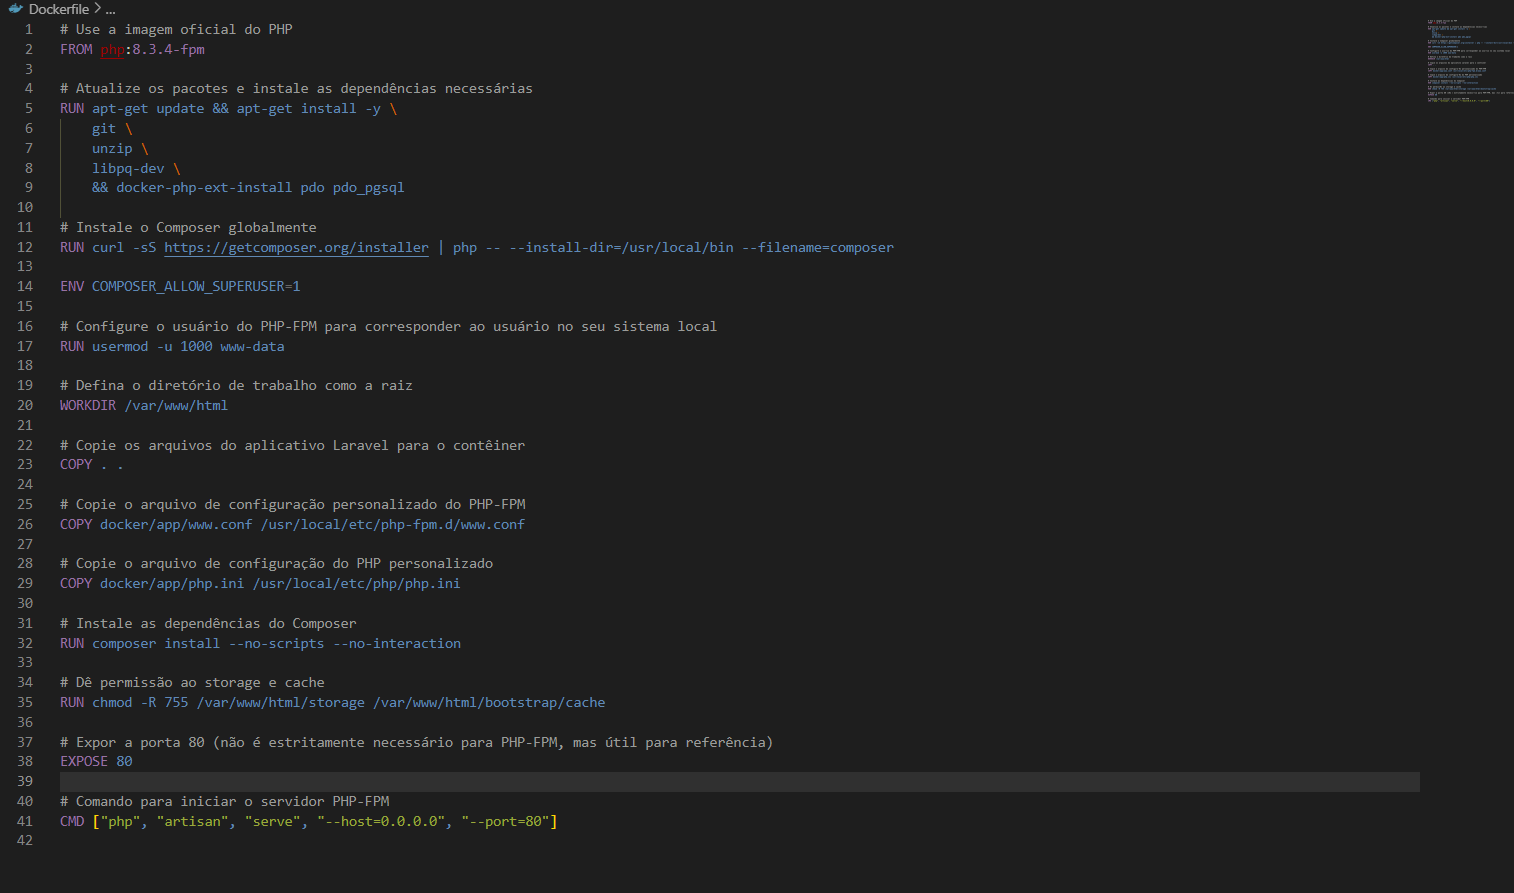 Dockerfile > ...
1 # Use a imagem oficial do PHP
2 FROM php:8.3.4-fpm
3
4 # Atualize os pacotes e instale as dependências necessárias
5 RUN apt-get update && apt-get install -y \
6     git \
7     unzip \
8     libpq-dev \
9     && docker-php-ext-install pdo pdo_pgsql
10
11 # Instale o Composer globalmente
12 RUN curl -sS https://getcomposer.org/installer | php -- --install-dir=/usr/local/bin --filename=composer
13
14 ENV COMPOSER_ALLOW_SUPERUSER=1
15
16 # Configure o usuário do PHP-FPM para corresponder ao usuário no seu sistema local
17 RUN usermod -u 1000 www-data
18
19 # Defina o diretório de trabalho como a raiz
20 WORKDIR /var/www/html
21
22 # Copie os arquivos do aplicativo Laravel para o contêiner
23 COPY . .
24
25 # Copie o arquivo de configuração personalizado do PHP-FPM
26 COPY docker/app/www.conf /usr/local/etc/php-fpm.d/www.conf
27
28 # Copie o arquivo de configuração do PHP personalizado
29 COPY docker/app/php.ini /usr/local/etc/php/php.ini
30
31 # Instale as dependências do Composer
32 RUN composer install --no-scripts --no-interaction
33
34 # Dê permissão ao storage e cache
35 RUN chmod -R 755 /var/www/html/storage /var/www/html/bootstrap/cache
36
37 # Expor a porta 80 (não é estritamente necessário para PHP-FPM, mas útil para referência)
38 EXPOSE 80
39
40 # Comando para iniciar o servidor PHP-FPM
41 CMD ["php", "artisan", "serve", "--host=0.0.0.0", "--port=80"]
42